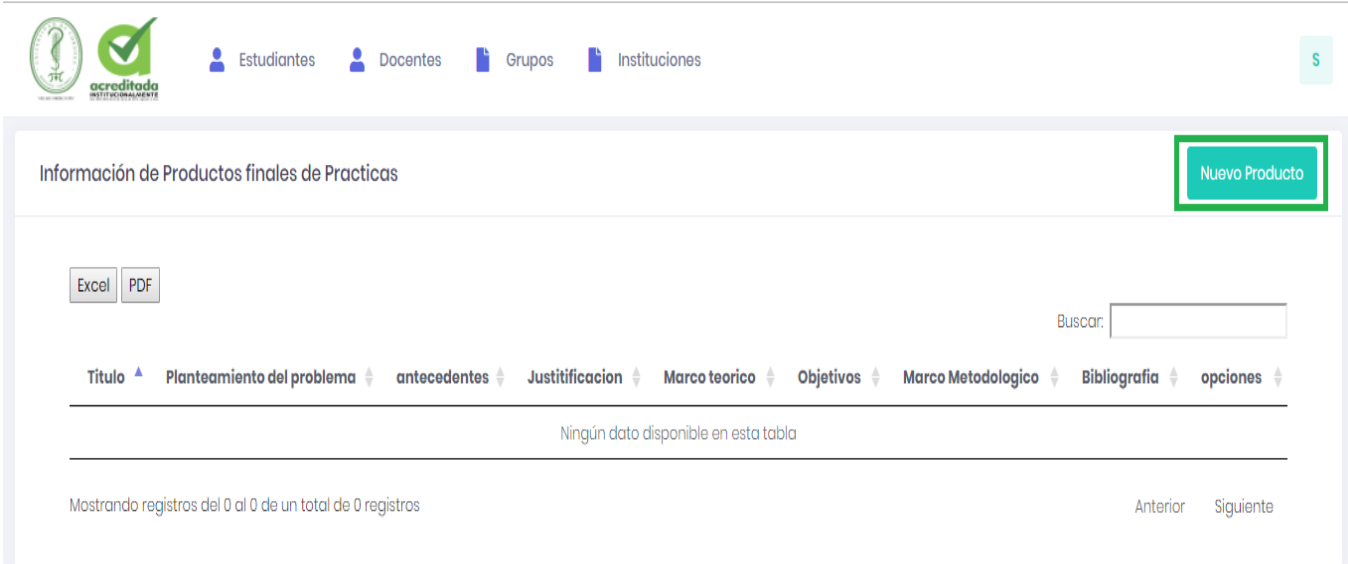 acreditada
INSTITUCIONALMENTE
Estudiantes Docentes Grupos Instituciones S
Información de Productos finales de Practicas Nuevo Producto
Excel PDF
Buscar:
Titulo Planteamiento del problema antecedentes Justitificacion Marco teorico Objetivos Marco Metodologico Bibliografia opciones
Ningún dato disponible en esta tabla
Mostrando registros del 0 al 0 de un total de 0 registros Anterior Siguiente